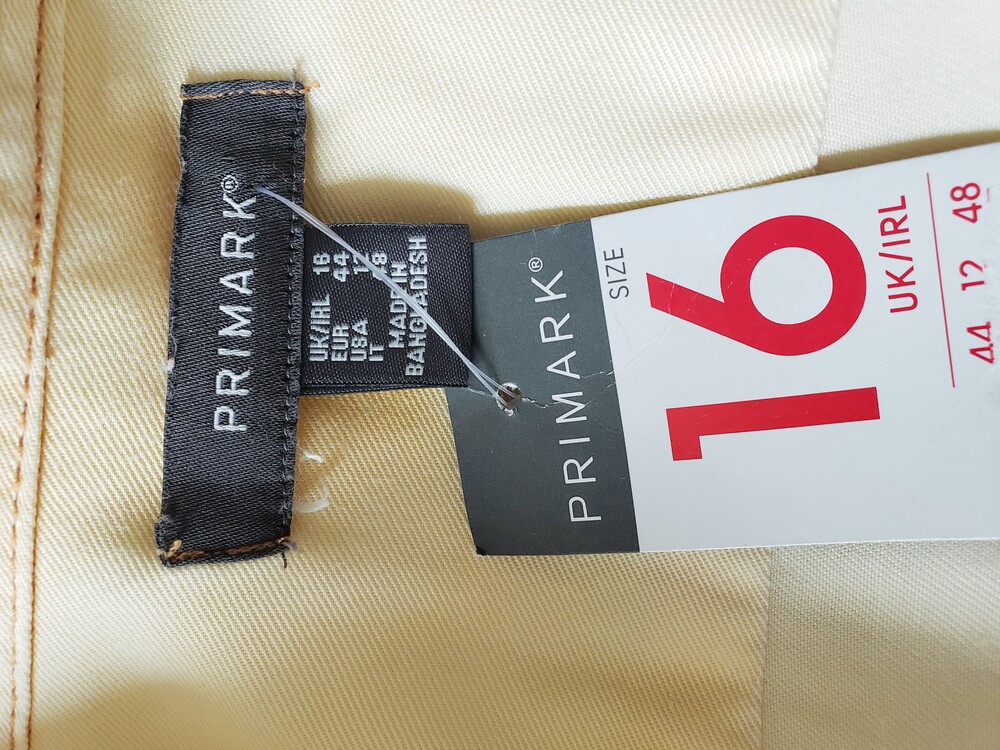 PRIMARK®
UK/IRL 16
EUR 44
USA
IT 48
MADE IN
BANGLADESH
PRIMARK®
SIZE
16
UK/IRL
44 12 48